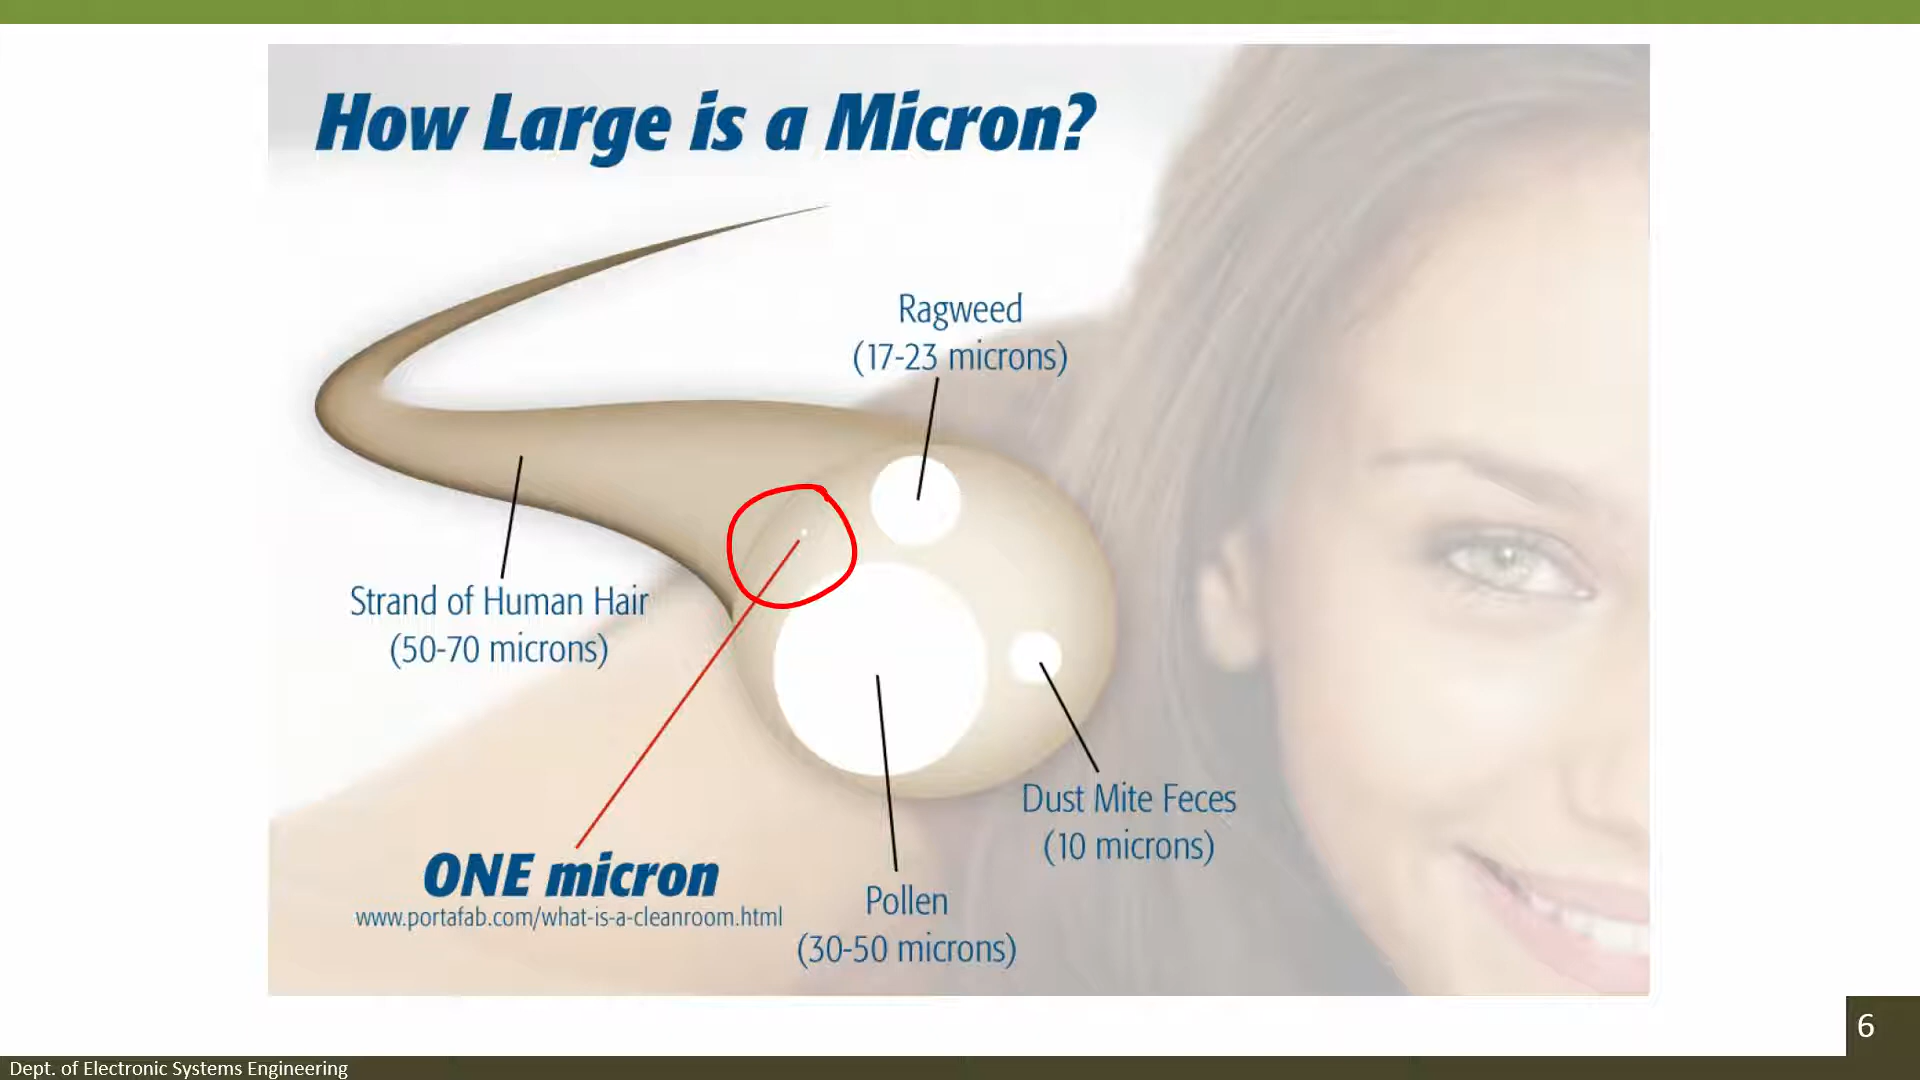 How Large is a Micron?
Ragweed
(17-23 microns)
Strand of Human Hair
(50-70 microns)
Dust Mite Feces
(10 microns)
ONE micron
www.portafab.com/what-is-a-cleanroom.html
Pollen
(30-50 microns)
6
Dept. of Electronic Systems Engineering